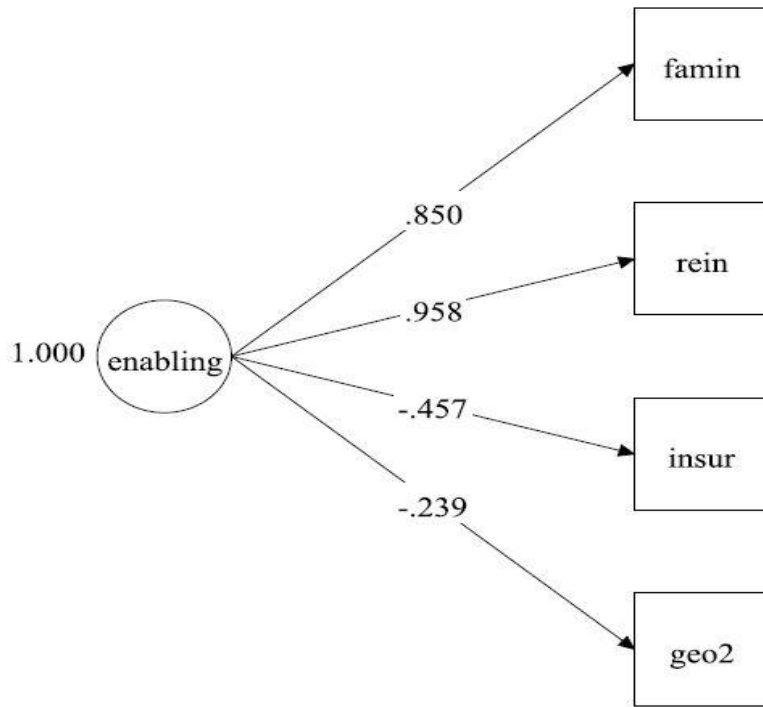 famin
.850
rein
.958
1.000
enabling
-.457
insur
-.239
geo2